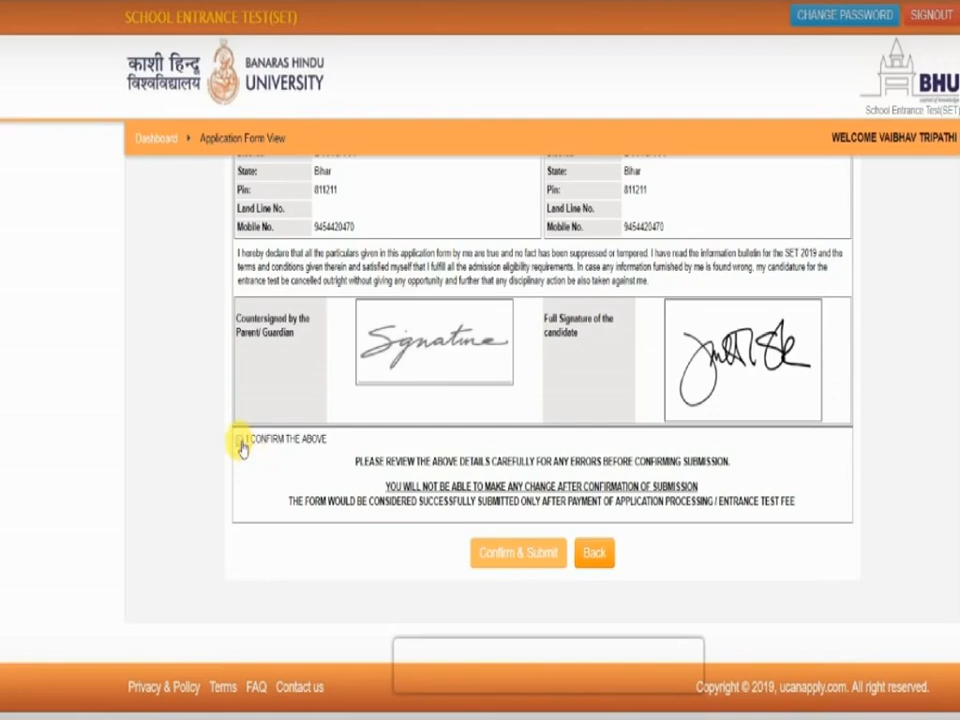 SCHOOL ENTRANCE TEST(SET)
CHANGE PASSWORD
SIGNOUT
काशी हिन्दू
विश्वविद्यालय
BANARAS HINDU
UNIVERSITY
BHU
School Entrance Test(SET)
Dashboard
Application Form View
WELCOME VAIBHAV TRIPATHI
State: Bihar State: Bihar
Pin: 811211 Pin: 811211
Land Line No. Land Line No.
Mobile No. 9454420470 Mobile No. 9454420470
I hereby declare that all the particulars given in this application form by me are true and no fact has been suppressed or tempered. I have read the information bulletin for the SET 2019 and the
terms and conditions given therein and satisfied myself that I fulfill all the admission eligibility requirements. In case any information furnished by me is found wrong, my candidature for the
entrance test be cancelled outright without giving any opportunity and further that any disciplinary action be also taken against me.
Countersigned by the
Parent/ Guardian
Signature
Full Signature of the
candidate
I CONFIRM THE ABOVE
PLEASE REVIEW THE ABOVE DETAILS CAREFULLY FOR ANY ERRORS BEFORE CONFIRMING SUBMISSION.
YOU WILL NOT BE ABLE TO MAKE ANY CHANGE AFTER CONFIRMATION OF SUBMISSION
THE FORM WOULD BE CONSIDERED SUCCESSFULLY SUBMITTED ONLY AFTER PAYMENT OF APPLICATION PROCESSING / ENTRANCE TEST FEE
Confirm & Submit
Back
Privacy & Policy Terms FAQ Contact us
Copyright © 2019, ucanapply.com. All right reserved.